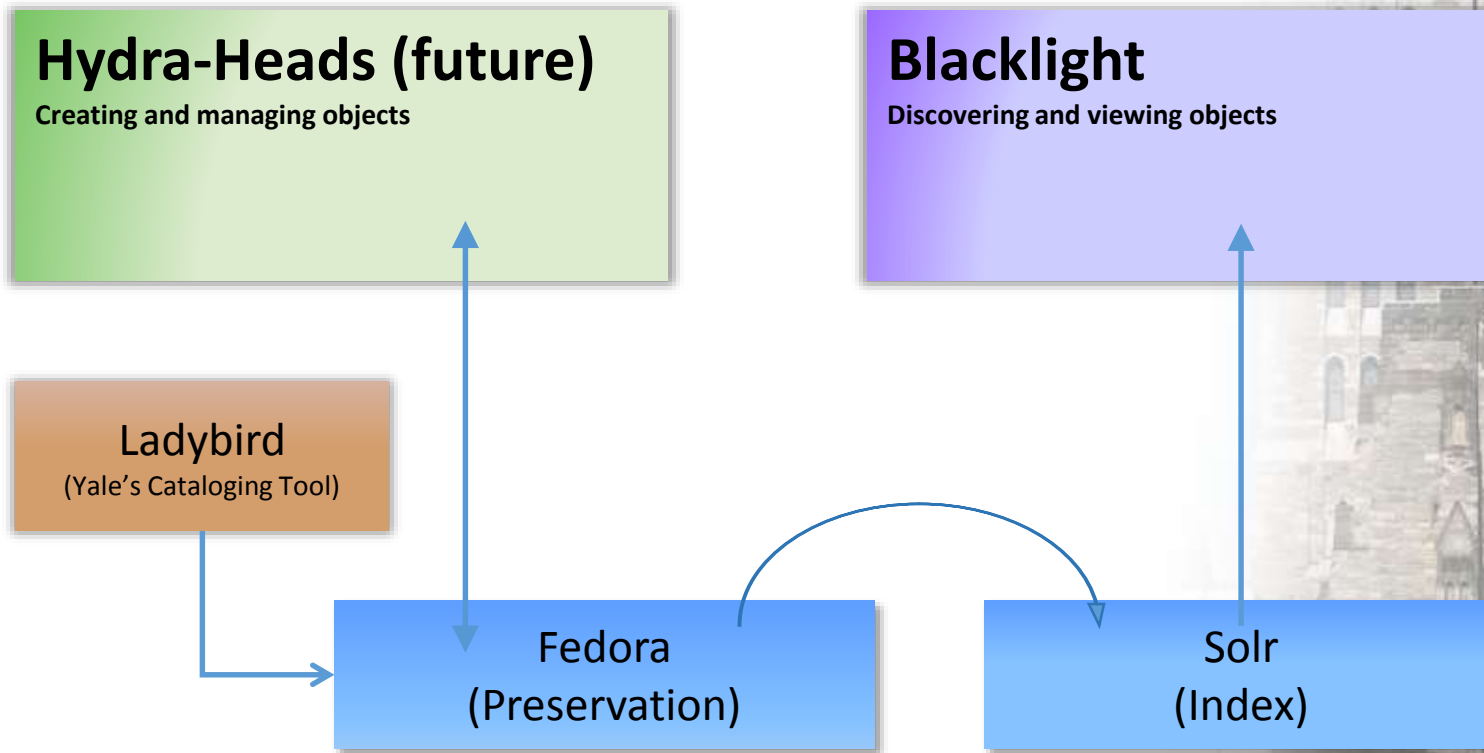 Hydra-Heads (future)
Creating and managing objects
Blacklight
Discovering and viewing objects
Ladybird
(Yale’s Cataloging Tool)
Fedora
(Preservation)
Solr
(Index)